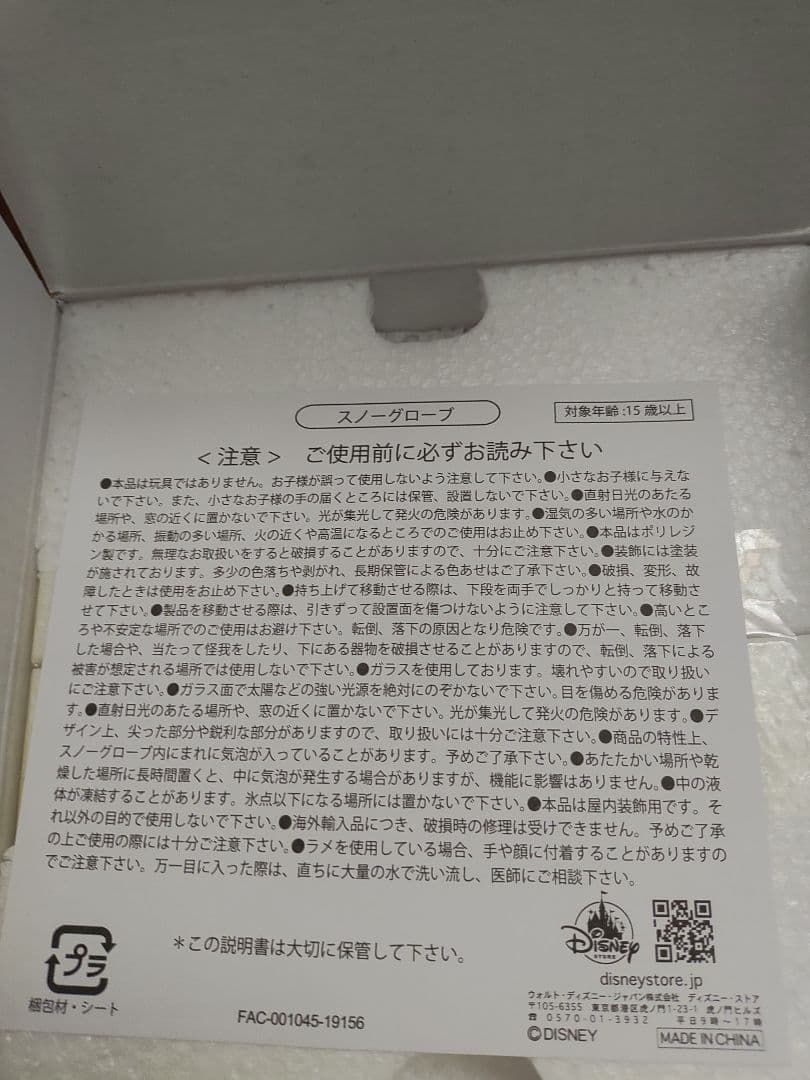 スノーグローブ
対象年齢:15歳以上
<注意> ご使用前に必ずお読み下さい
●本品は玩具ではありません。お子様が誤って使用しないよう注意して下さい。●小さなお子様に与えな
いで下さい。また、小さなお子様の手の届くところには保管、設置しないで下さい。●直射日光のあたる
場所や、窓の近くに置かないで下さい。光が集光して発火の危険があります。●湿気の多い場所や水のか
かる場所、振動の多い場所、火の近くや高温になるところでのご使用はお止め下さい。●本品はポリレジ
ン製です。無理なお取扱いをすると破損することがありますので、十分にご注意下さい。●装飾には塗装
が施されております。多少の色落ちや剥がれ、長期保管による色あせはご了承下さい。●破損、変形、故
障したときは使用をお止め下さい。●持ち上げて移動させる際は、下段を両手でしっかりと持って移動さ
せて下さい。●製品を移動させる際は、引きずって設置面を傷つけないように注意して下さい。●高いとこ
ろや不安定な場所でのご使用はお避け下さい。転倒、落下の原因となり危険です。●万が一、転倒、落下
した場合や、当たって怪我をしたり、下にある器物を破損させることがありますので、転倒、落下による
被害が想定される場所では使用しないで下さい。●ガラスを使用しております。壊れやすいので取り扱い
にご注意下さい。●ガラス面で太陽などの強い光源を絶対にのぞかないで下さい。目を傷める危険がありま
す。●直射日光のあたる場所や、窓の近くに置かないで下さい。光が集光して発火の危険があります。●デ
ザイン上、尖った部分や鋭利な部分がありますので、取り扱いには十分ご注意下さい。●商品の特性上、
スノーグローブ内にまれに気泡が入っていることがあります。予めご了承下さい。●あたたかい場所や乾
燥した場所に長時間置くと、中に気泡が発生する場合がありますが、機能に影響はありません。●中の液
体が凍結することがあります。氷点以下になる場所には置かないで下さい。●本品は屋内装飾用です。そ
れ以外の目的で使用しないで下さい。●海外輸入品につき、破損時の修理は受けできません。予めご了承
の上ご使用の際には十分ご注意下さい。●ラメを使用している場合、手や顔に付着することがありますの
でご注意下さい。万一目に入った際は、直ちに大量の水で洗い流し、医師にご相談下さい。
プラ
梱包材・シート
*この説明書は大切に保管して下さい。
FAC-001045-19156
DISNEY
STORE
disneystore.jp
ウォルト・ディズニー・ジャパン株式会社 ディズニー・ストア
〒105-6355 東京都港区虎ノ門1-23-1 虎ノ門ヒルズ
☎0570-01-3932 平日9時〜17時
©DISNEY
MADE IN CHINA